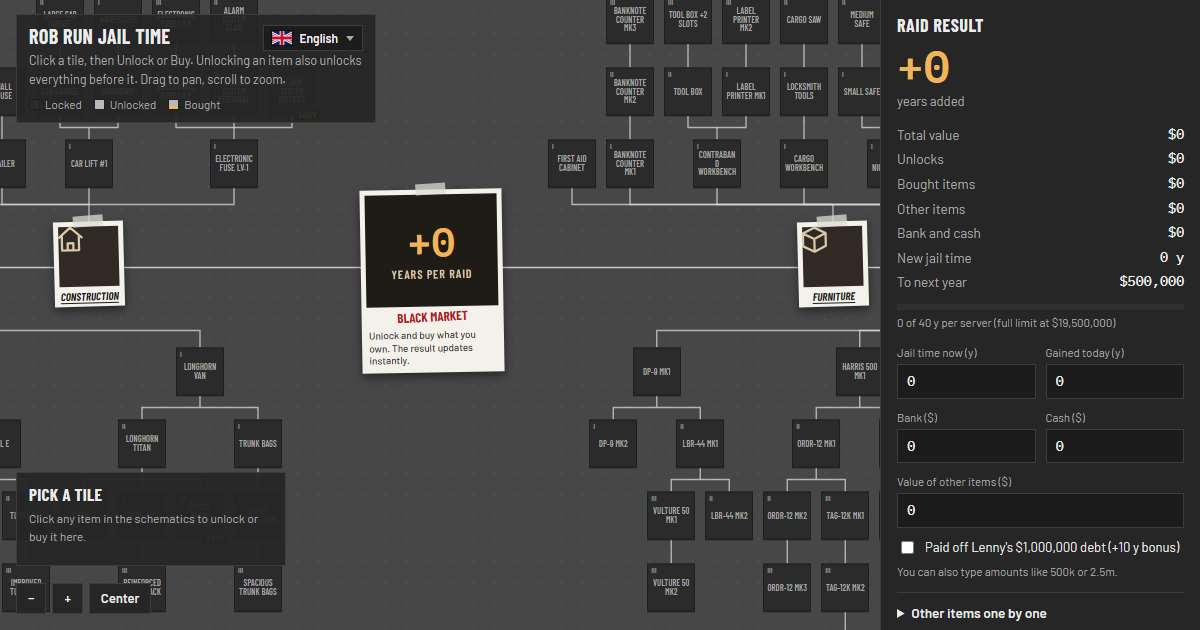 ROB RUN JAIL TIME
English
Click a tile, then Unlock or Buy. Unlocking an item also unlocks
everything before it. Drag to pan, scroll to zoom.
Locked
Unlocked
Bought
ALARM
BANKNOTE COUNTER MK3
TOOL BOX +2 SLOTS
LABEL PRINTER MK2
CARGO SAW
MEDIUM SAFE
BANKNOTE COUNTER MK2
TOOL BOX
LABEL PRINTER MK1
LOCKSMITH TOOLS
SMALL SAFE
CAR LIFT #1
ELECTRONIC FUSE LV.1
FIRST AID CABINET
BANKNOTE COUNTER MK1
CONTRABAN
D
WORKBENCH
CARGO WORKBENCH
CONSTRUCTION
+0
YEARS PER RAID
BLACK MARKET
Unlock and buy what you
own. The result updates
instantly.
FURNITURE
LONGHORN VAN
DP-9 MK1
HARRIS 500 MK1
LONGHORN TITAN
TRUNK BAGS
DP-9 MK2
LBR-44 MK1
ORDR-12 MK1
VULTURE 50 MK1
LBR-44 MK2
ORDR-12 MK2
TAG-12K MK1
SPACIOUS TRUNK BAGS
VULTURE 50 MK2
ORDR-12 MK3
TAG-12K MK2
PICK A TILE
Click any item in the schematics to unlock or
buy it here.
−
+
Center
RAID RESULT
+0
years added
Total value $0
Unlocks $0
Bought items $0
Other items $0
Bank and cash $0
New jail time 0 y
To next year $500,000
0 of 40 y per server (full limit at $19,500,000)
Jail time now (y) Gained today (y)
0 0
Bank ($) Cash ($)
0 0
Value of other items ($)
0
Paid off Lenny's $1,000,000 debt (+10 y bonus)
You can also type amounts like 500k or 2.5m.
Other items one by one